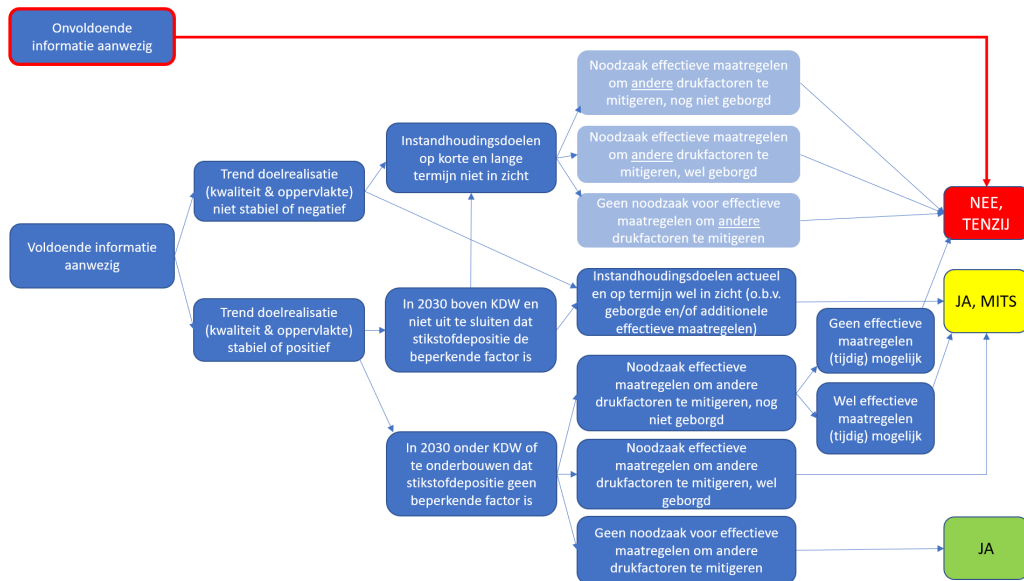 Onvoldoende
informatie aanwezig
Noodzaak effectieve maatregelen
om andere drukfactoren te
mitigeren, nog niet geborgd
Instandhoudingsdoelen
op korte en lange
termijn niet in zicht
Noodzaak effectieve maatregelen
om andere drukfactoren te
mitigeren, wel geborgd
Trend doelrealisatie
(kwaliteit & oppervlakte)
niet stabiel of negatief
Geen noodzaak voor effectieve
maatregelen om andere
drukfactoren te mitigeren
NEE,
TENZIJ
Voldoende informatie
aanwezig
Trend doelrealisatie
(kwaliteit & oppervlakte)
stabiel of positief
In 2030 boven KDW en
niet uit te sluiten dat
stikstofdepositie de
beperkende factor is
Instandhoudingsdoelen actueel
en op termijn wel in zicht (o.b.v.
geborgde en/of additionele
effectieve maatregelen)
JA, MITS
Geen effectieve
maatregelen
(tijdig) mogelijk
Noodzaak effectieve
maatregelen om andere
drukfactoren te mitigeren, nog
niet geborgd
Wel effectieve
maatregelen
(tijdig) mogelijk
In 2030 onder KDW of
te onderbouwen dat
stikstofdepositie geen
beperkende factor is
Noodzaak effectieve
maatregelen om andere
drukfactoren te mitigeren, wel
geborgd
Geen noodzaak voor effectieve
maatregelen om andere
drukfactoren te mitigeren
JA